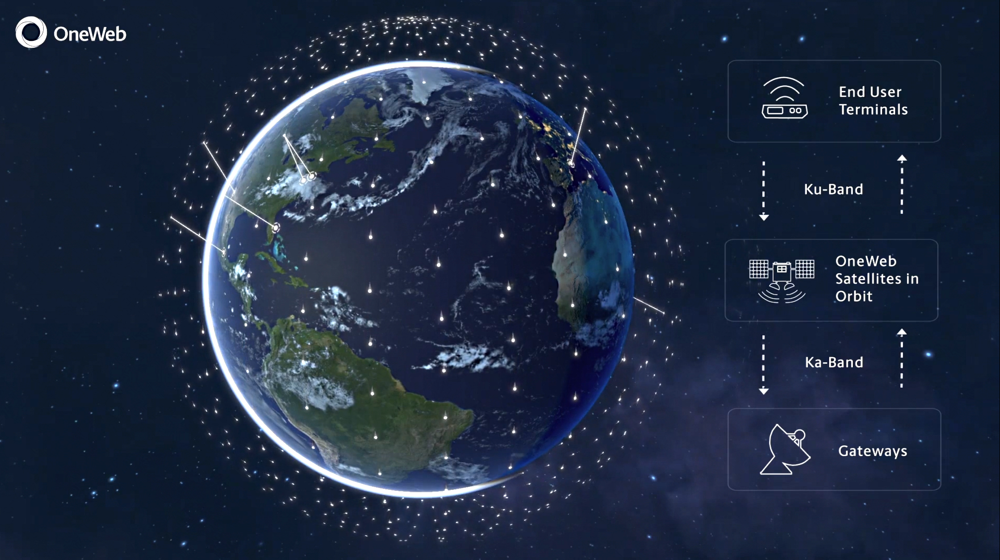 OneWeb
End User
Terminals
Ku-Band
OneWeb
Satellites in
Orbit
Ka-Band
Gateways